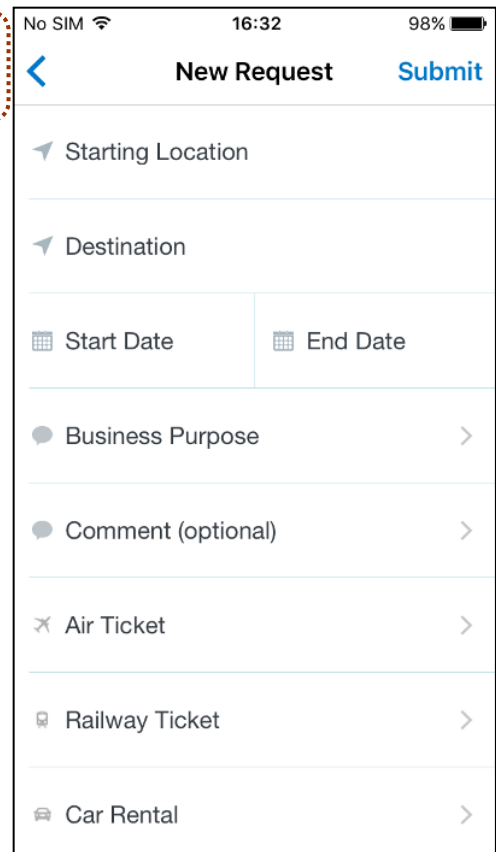 No SIM 16:32 98%
New Request Submit
Starting Location
Destination
Start Date End Date
Business Purpose
Comment (optional)
Air Ticket
Railway Ticket
Car Rental